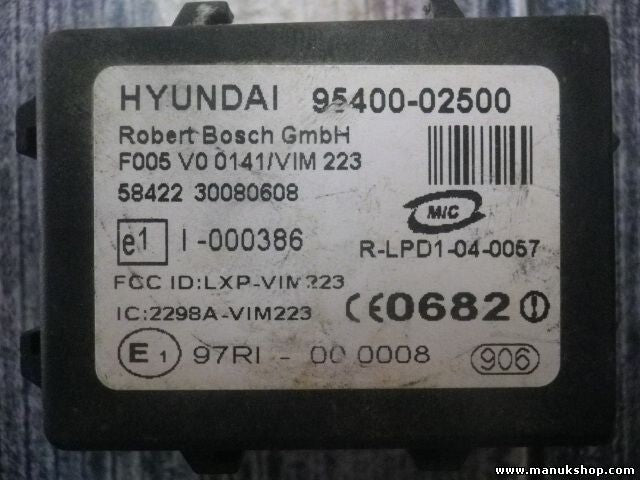 HYUNDAI 95400-02500
Robert Bosch GmbH
F005 V0 0141/VIM 223
58422 30080608
MIC
e1 I-000386
R-LPD1-04-0057
FCC ID:LXP-VIM223
IC:2298A-VIM223
CE0682
E1 97RI - 00 0008
906
www.manukshop.com